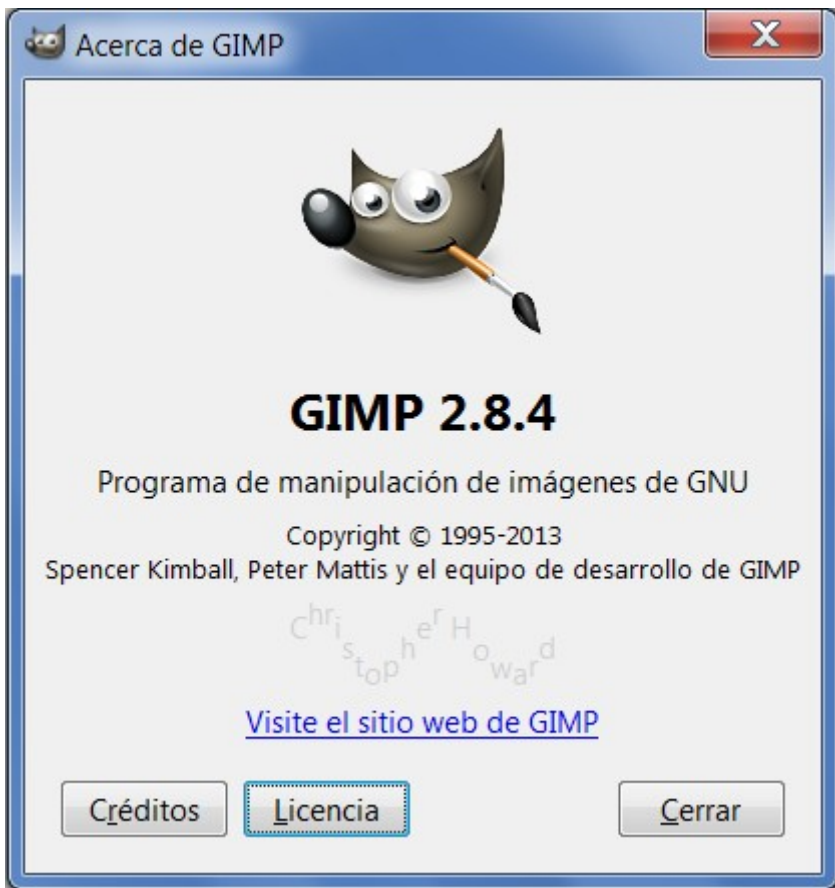 Acerca de GIMP
GIMP 2.8.4
Programa de manipulación de imágenes de GNU
Copyright © 1995-2013
Spencer Kimball, Peter Mattis y el equipo de desarrollo de GIMP
Christopher Howard
Visite el sitio web de GIMP
Créditos
Licencia
Cerrar